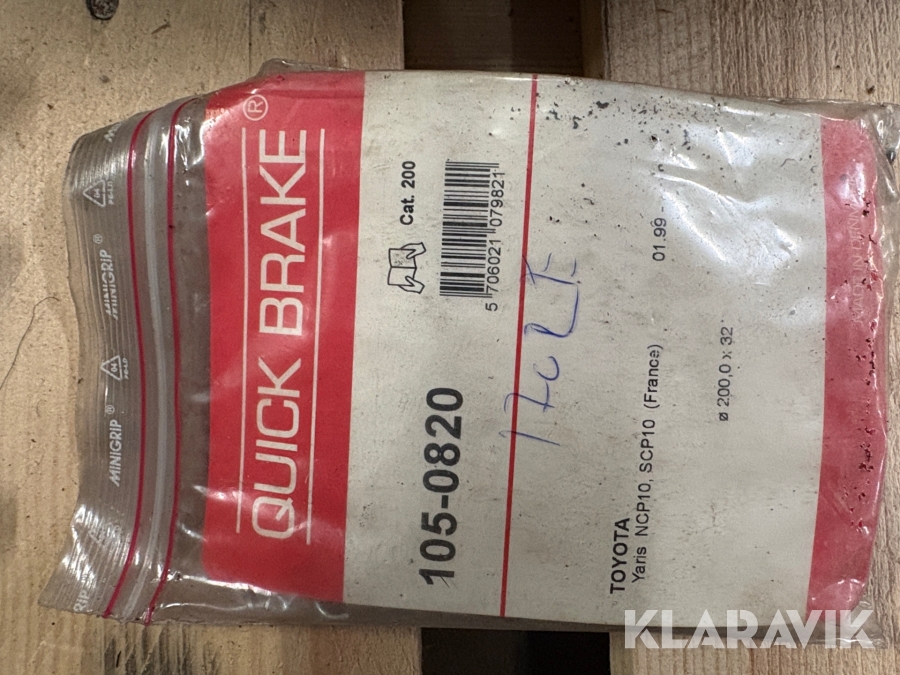 QUICK BRAKE®
Cat. 200
5 706021 079821
105-0820
TOYOTA
Yaris NCP10, SCP10 (France)
01.99 -
ø 200,0 x 32
MINIGRIP®
MINIGRIP®
KLARAVIK